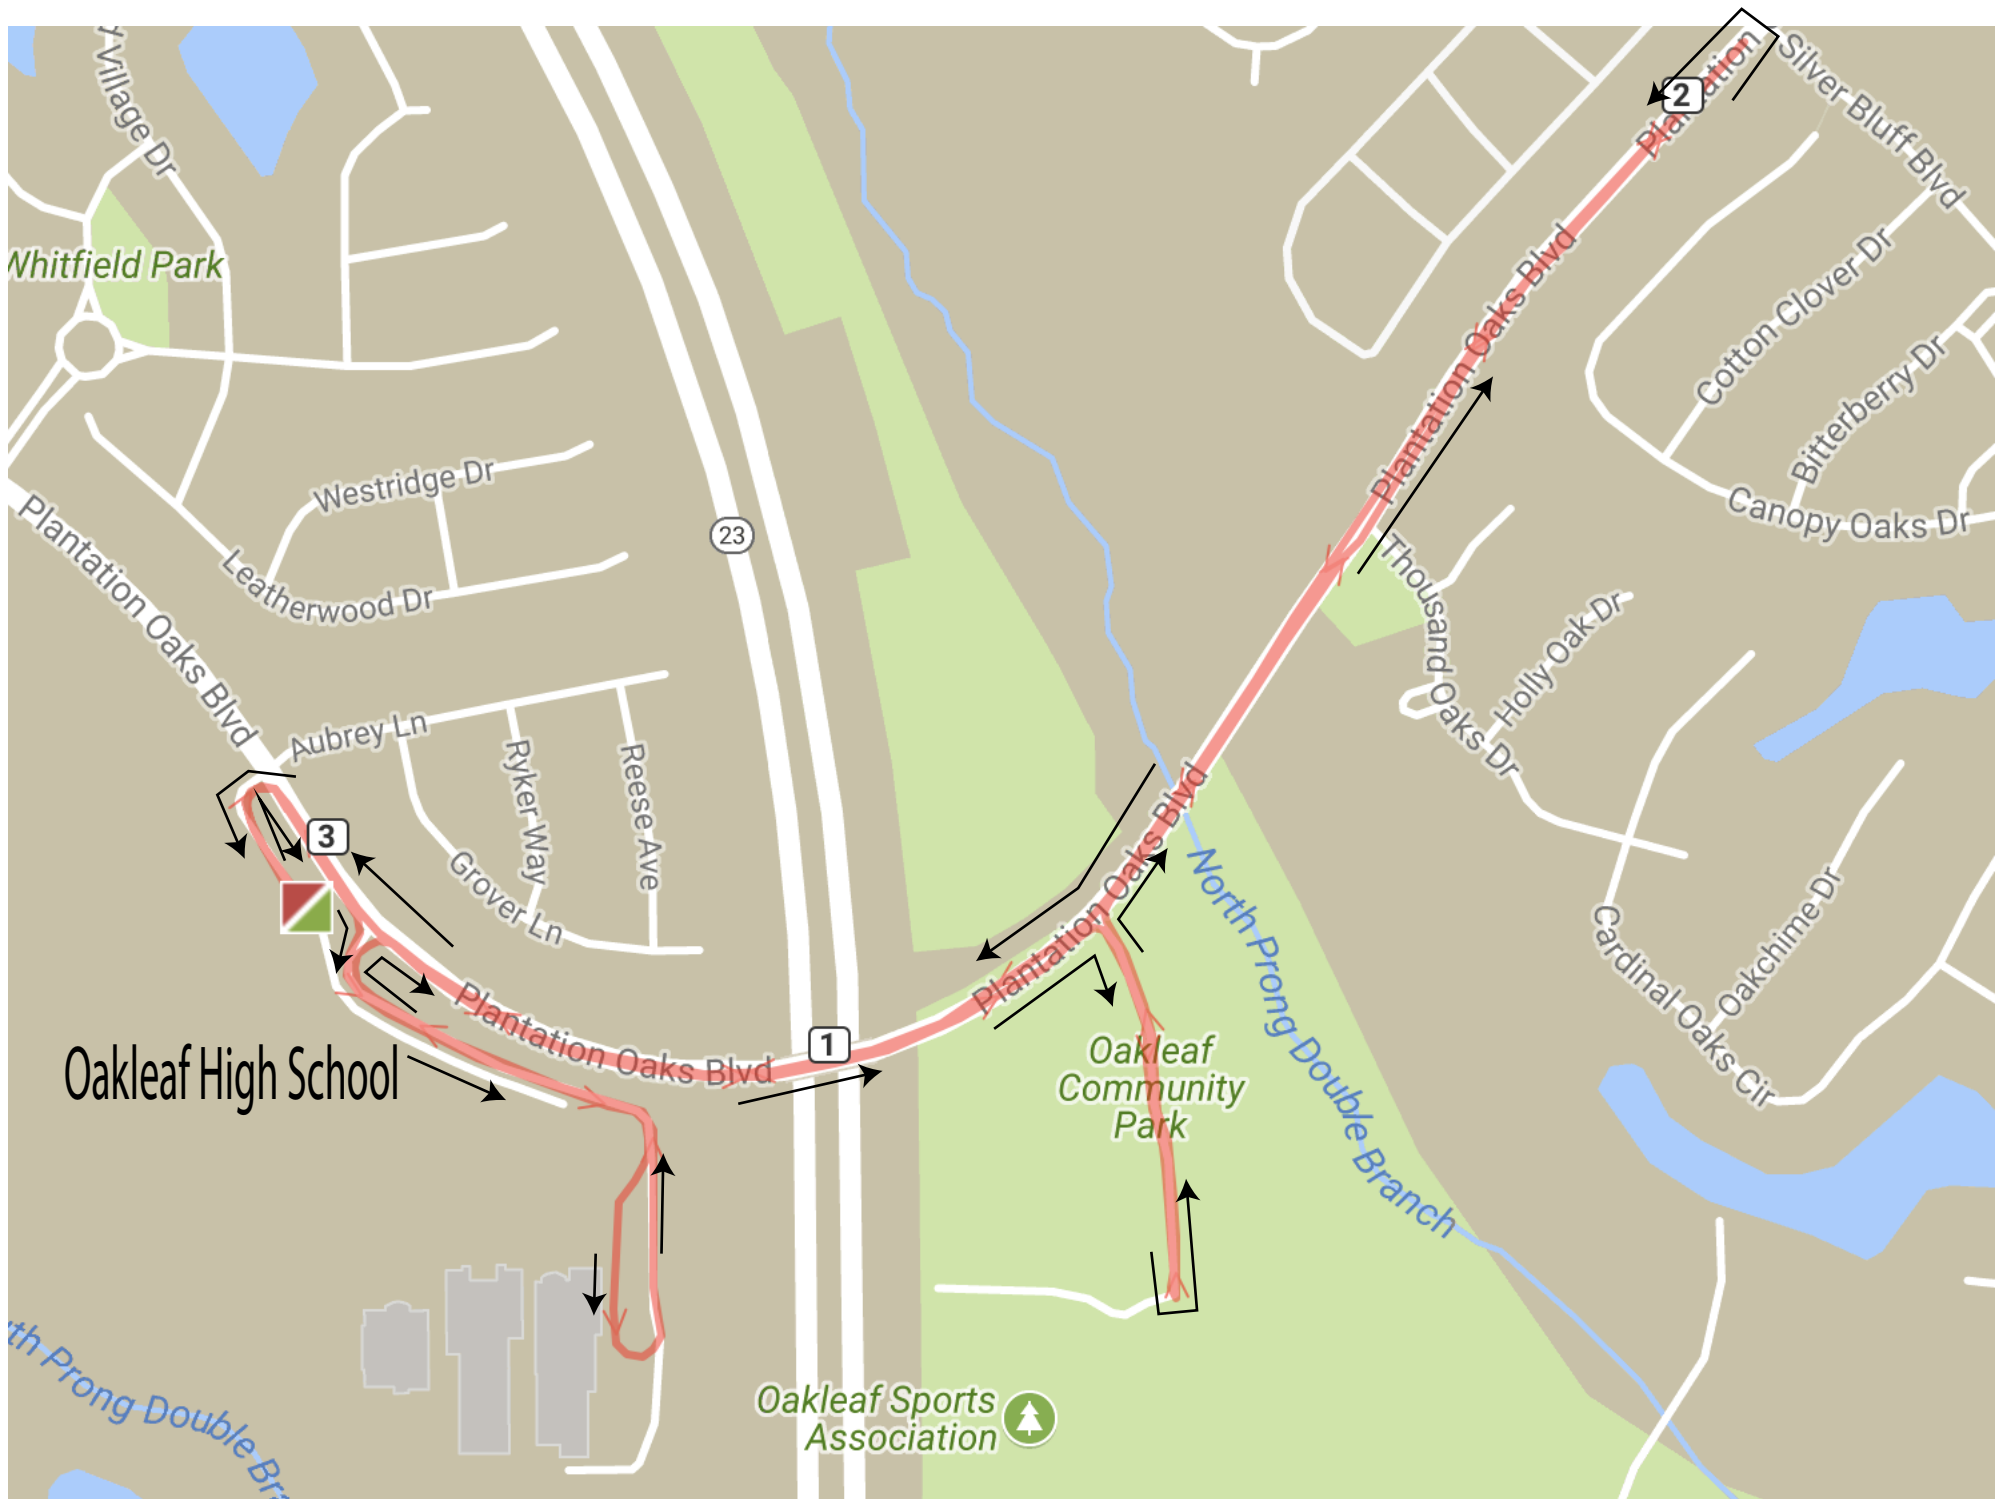 y Village Dr
Whitfield Park
Westridge Dr
Leatherwood Dr
Plantation Oaks Blvd
Aubrey Ln
Ryker Way
Reese Ave
Grover Ln
23
3
Oakleaf High School
Plantation Oaks Blvd
1
Plantation Oaks Blvd
Oakleaf
Community
Park
Oakleaf Sports
Association
North Prong Double Branch
th Prong Double Bra
Plantation Oaks Blvd
Plantation
2
Silver Bluff Blvd
Cotton Clover Dr
Bitterberry Dr
Canopy Oaks Dr
Thousand Oaks Dr
Holly Oak Dr
Cardinal Oaks Cir
Oakchime Dr